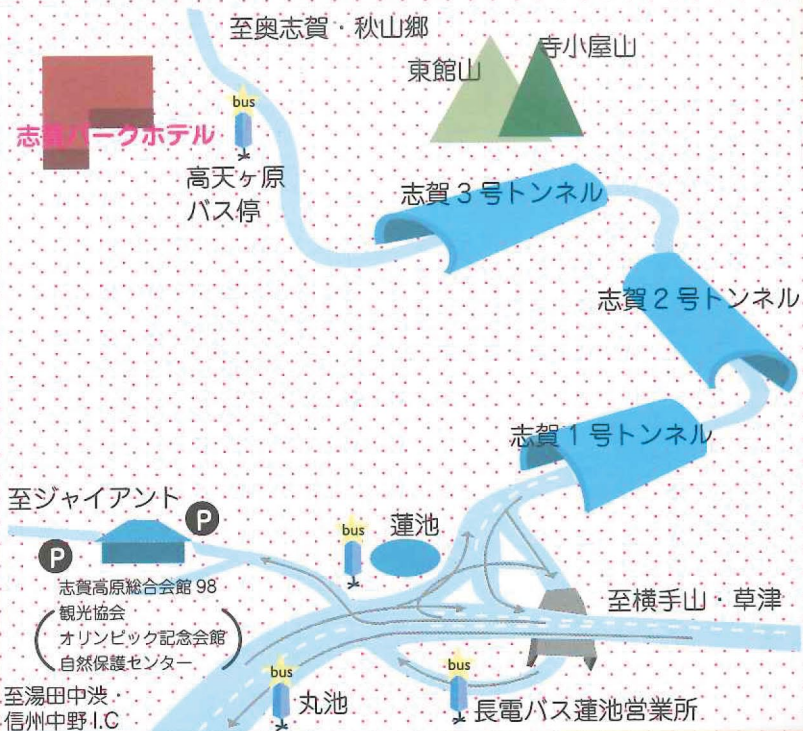 至奥志賀・秋山郷
寺小屋山
東館山
bus
志賀パークホテル
高天ヶ原
バス停
志賀3号トンネル
志賀2号トンネル
志賀1号トンネル
至ジャイアント
P
bus
蓮池
P
志賀高原総合会館98
観光協会
オリンピック記念会館
自然保護センター
至横手山・草津
bus
bus
至湯田中渋・
信州中野I.C
丸池
長電バス蓮池営業所